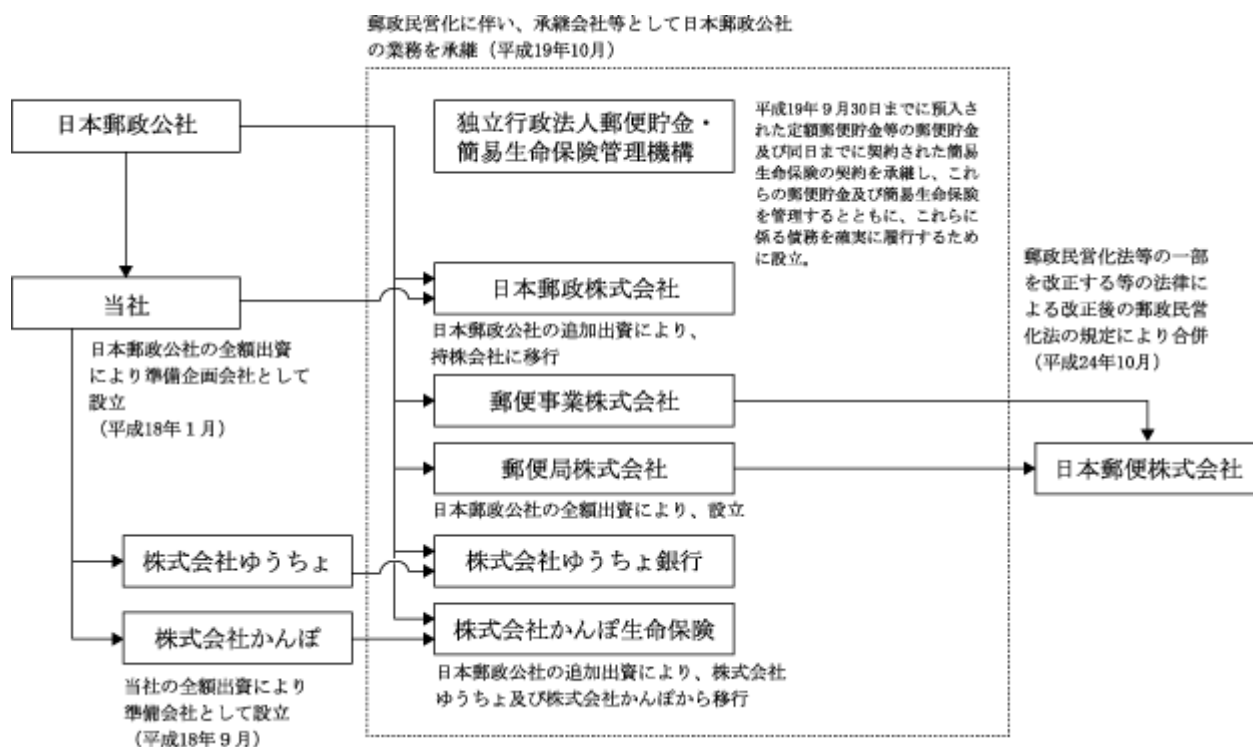 郵政民営化に伴い、承継会社等として日本郵政公社
の業務を承継（平成19年10月）
日本郵政公社
独立行政法人郵便貯金・
簡易生命保険管理機構
平成19年９月30日までに預入さ
れた定額郵便貯金等の郵便貯金
及び同日までに契約された簡易
生命保険の契約を承継し、これ
らの郵便貯金及び簡易生命保険
を管理するとともに、これらに
係る債務を確実に履行するため
に設立。
当社
日本郵政公社の全額出資
により準備企画会社として
設立
（平成18年１月）
日本郵政株式会社
日本郵政公社の追加出資により、
持株会社に移行
郵便事業株式会社
郵便局株式会社
日本郵政公社の全額出資により、設立
郵政民営化法等の一部
を改正する等の法律に
よる改正後の郵政民営
化法の規定により合併
（平成24年10月）
日本郵便株式会社
株式会社ゆうちょ
株式会社ゆうちょ銀行
株式会社かんぽ
株式会社かんぽ生命保険
当社の全額出資により
準備会社として設立
（平成18年９月）
日本郵政公社の追加出資により、株式会社
ゆうちょ及び株式会社かんぽから移行